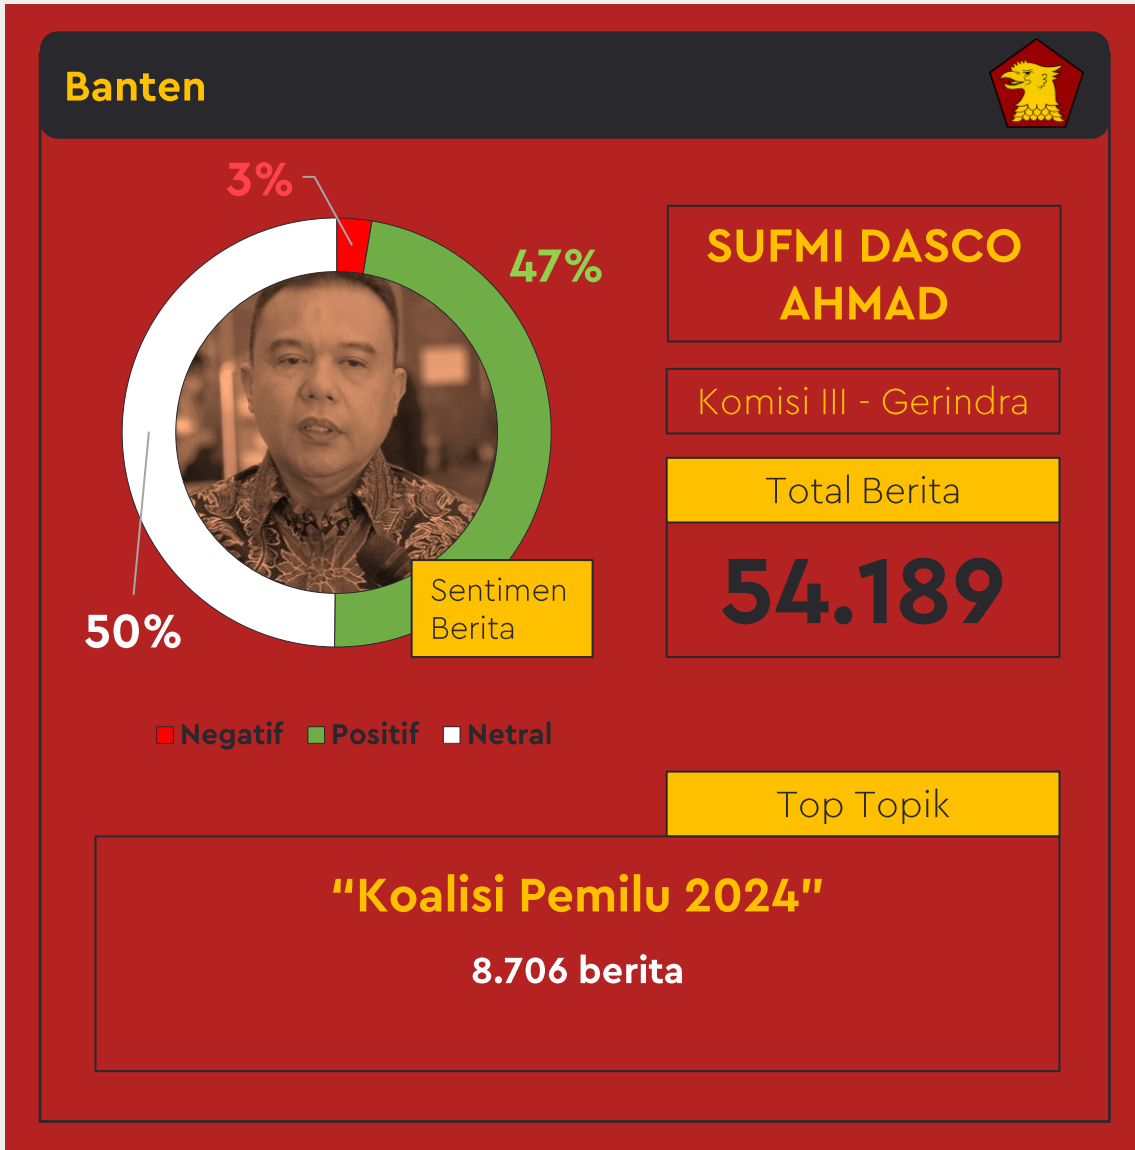 Banten
3%
47%
50%
Sentimen
Berita
Negatif Positif Netral
SUFMI DASCO
AHMAD
Komisi III - Gerindra
Total Berita
54.189
Top Topik
“Koalisi Pemilu 2024”
8.706 berita